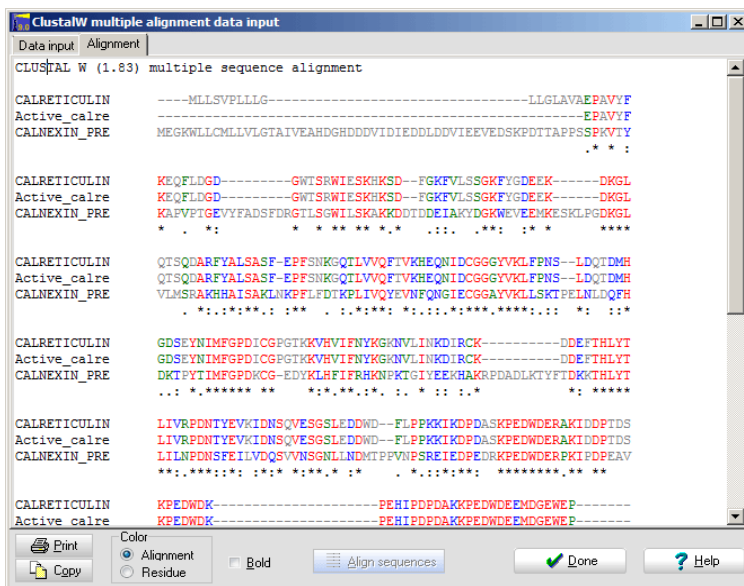 ClustalW multiple alignment data input
Data input Alignment
CLUSTAL W (1.83) multiple sequence alignment
CALRETICULIN ----MLLSVPLLLG--------------------------------LLGLAVAEPAVYF
Active_calre -----------------------------------------------------EPAVYF
CALNEXIN_PRE MEGKWLLCMLLVLGTAIVEAHDGHDDDVIDIEDDLDDVIEEVEDSKPDTTAPPSSPKVTY
.* * :
CALRETICULIN KEQFLDGD---------GWTSRWIESKHKSD--FGKFVLSSGKFYGDEEK------DKGL
Active_calre KEQFLDGD---------GWTSRWIESKHKSD--FGKFVLSSGKFYGDEEK------DKGL
CALNEXIN_PRE KAPVPTGEVYFADSFDRGTLSGWILSKAKKDDTDDEIAKYDGKWEVEEMKESKLPGDKGL
* . *: * * ** ** *.* .::. .**: :* * ****
CALRETICULIN QTSQDARFYALSASF-EPFSNKGQTLVVQFTVKHEQNIDCGGGYVKLFPNS--LDQTDMH
Active_calre QTSQDARFYALSASF-EPFSNKGQTLVVQFTVKHEQNIDCGGGYVKLFPNS--LDQTDMH
CALNEXIN_PRE VLMSRAKHHAISAKLNKPFLFDTKPLIVQYEVNFQNGIECGGAYVKLLSKTPELNLDQFH
. *:.:*:**.: :** . :.*:**: *:.::.*:***.****:.:: *: ::*
CALRETICULIN GDSEYNIMFGPDICGPGTKKVHVIFNYKGKNVLINKDIRCK----------DDEFTHLYT
Active_calre GDSEYNIMFGPDICGPGTKKVHVIFNYKGKNVLINKDIRCK----------DDEFTHLYT
CALNEXIN_PRE DKTPYTIMFGPDKCG-EDYKLHFIFRHKNPKTGIYEEKHAKRPDADLKTYFTDKKTHLYT
..: *.****** ** *:*.**.:*. :. * :: :.* *: *****
CALRETICULIN LIVRPDNTYEVKIDNSQVESGSLEDDWD--FLPPKKIKDPDASKPEDWDERAKIDDPTDS
Active_calre LIVRPDNTYEVKIDNSQVESGSLEDDWD--FLPPKKIKDPDASKPEDWDERAKIDDPTDS
CALNEXIN_PRE LILNPDNSFEILVDQSVVNSGNLLNDMTPPVNPSREIEDPEDRKPEDWDERPKIPDPEAV
**:.***::*: :*:* *:**.* :* . *.::*:**: ********.** **
CALRETICULIN KPEDWDK---------------------PEHIPDPDAKKPEDWDEEMDGEWEP-------
Active calre KPEDWDK---------------------PEHIPDPDAKKPEDWDEEMDGEWEP-------
Print
Copy
Color
Alignment
Residue
Bold
Align sequences
Done
Help